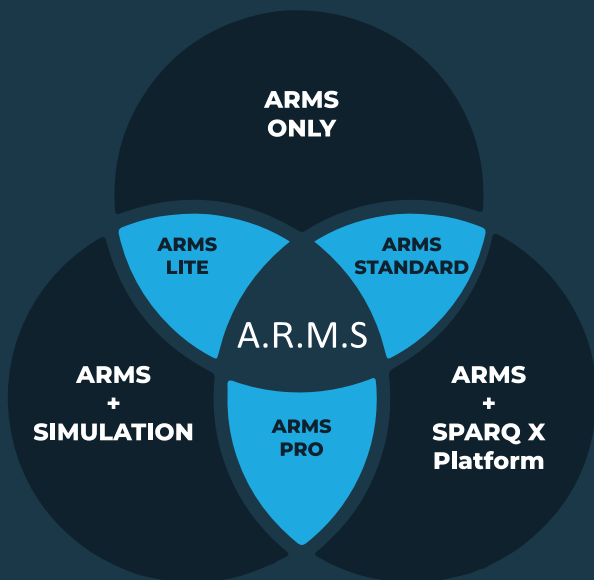 ARMS
ONLY
ARMS
LITE
ARMS
STANDARD
A.R.M.S
ARMS
+
SIMULATION
ARMS
+
SPARQ X
Platform
ARMS
PRO